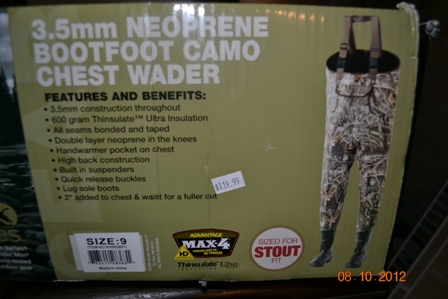 3.5mm NEOPRENE
BOOTFOOT CAMO
CHEST WADER
FEATURES AND BENEFITS:
• 3.5mm construction throughout
• 600 gram Thinsulate™ Ultra Insulation
• All seams bonded and taped
• Double layer neoprene in the knees
• Handwarmer pocket on chest
• High back construction
• Built in suspenders
• Quick release buckles
• Lug sole boots
• 2" added to chest & waist for a fuller cut
$119.99
SIZE: 9
Made in china
ADVANTAGE
MAX-4
HD
Thinsulate Ultra
SIZED FOR
STOUT
FIT
08.10.2012